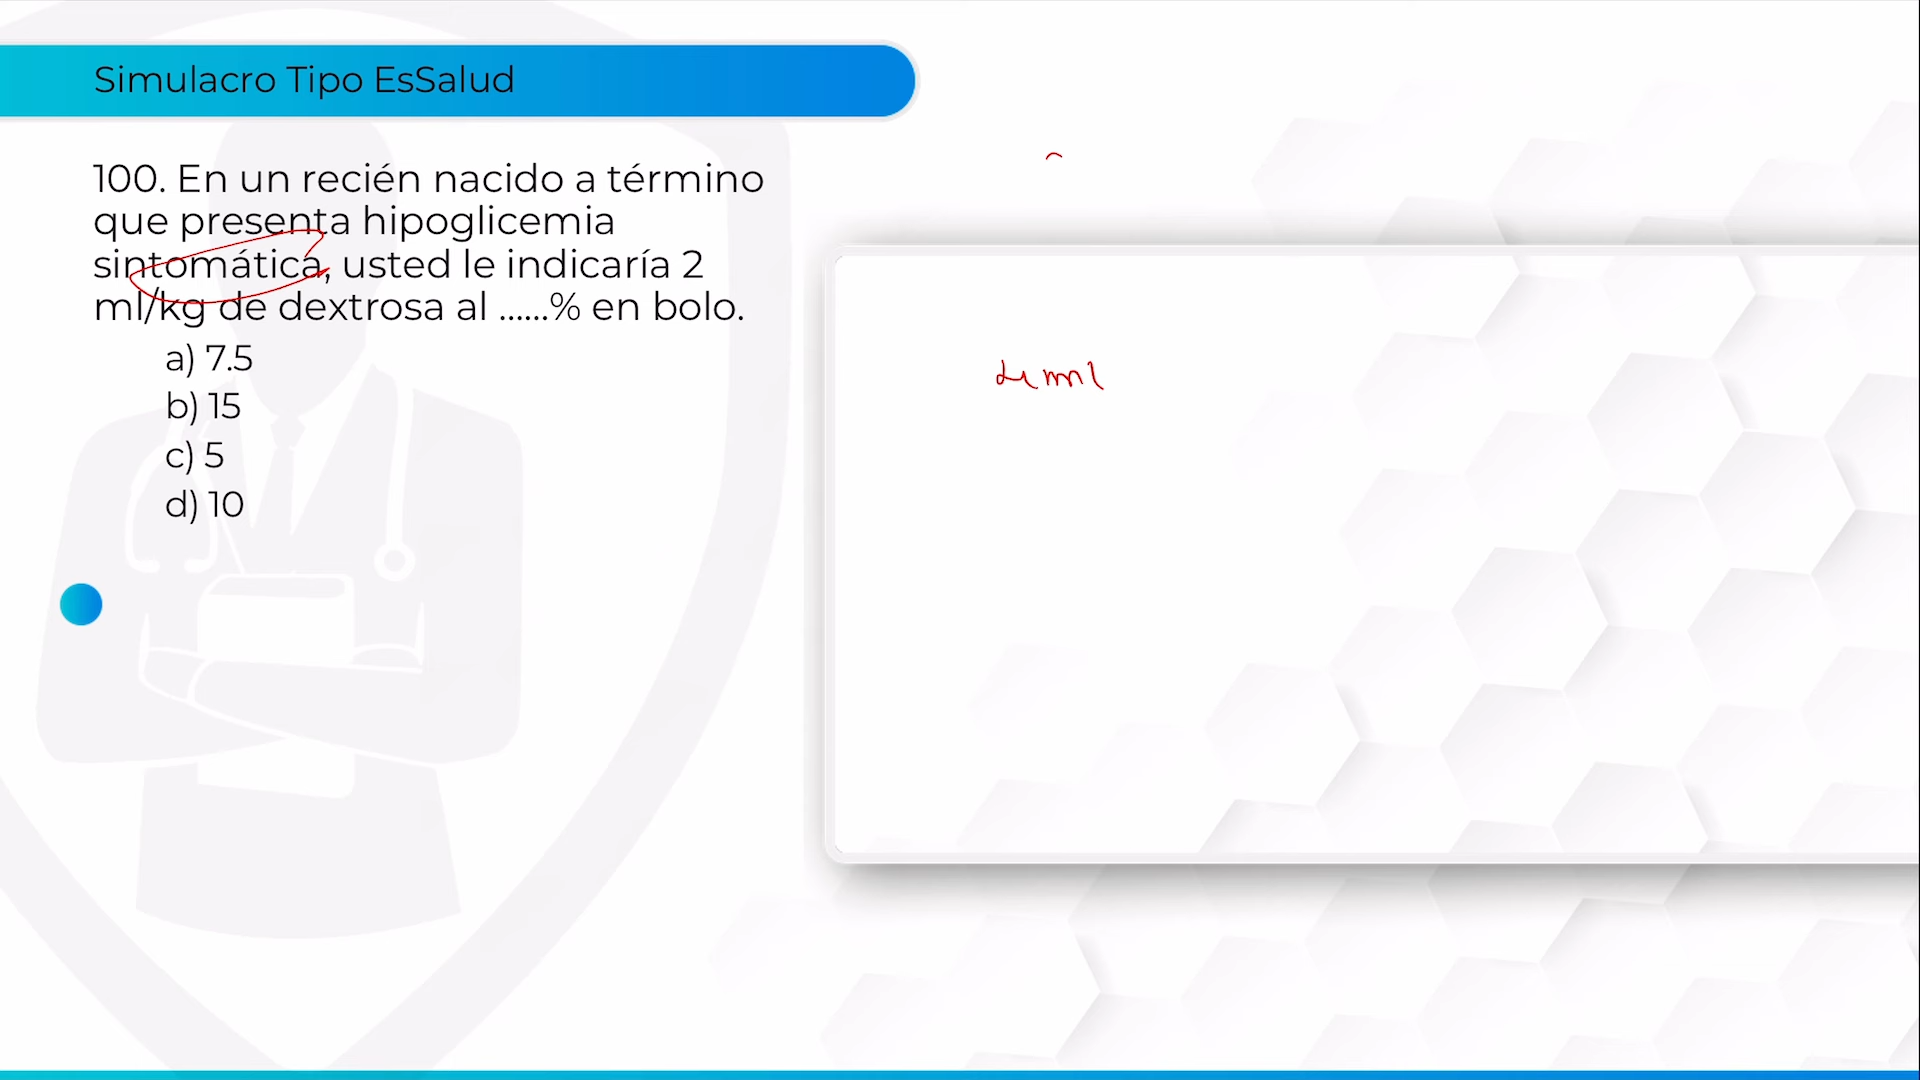 Simulacro Tipo EsSalud
100. En un recién nacido a término
que presenta hipoglicemia
sintomática, usted le indicaría 2
ml/kg de dextrosa al ......% en bolo.
a) 7.5
b) 15
c) 5
d) 10